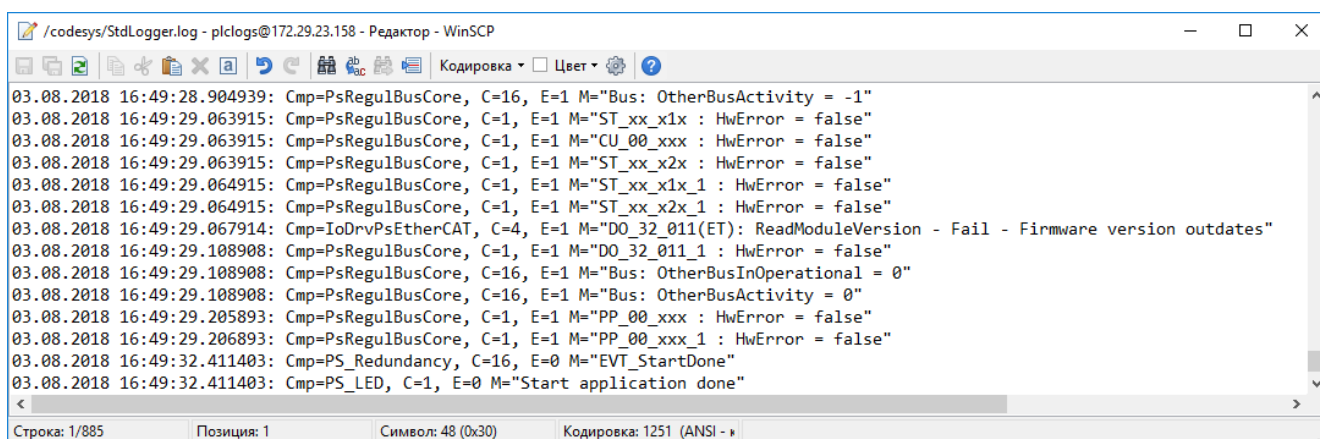 /codesys/StdLogger.log - plclogs@172.29.23.158 - Редактор - WinSCP
Кодировка Цвет
03.08.2018 16:49:28.904939: Cmp=PsRegulBusCore, C=16, E=1 M="Bus: OtherBusActivity = -1"
03.08.2018 16:49:29.063915: Cmp=PsRegulBusCore, C=1, E=1 M="ST_xx_x1x : HwError = false"
03.08.2018 16:49:29.063915: Cmp=PsRegulBusCore, C=1, E=1 M="CU_00_xxx : HwError = false"
03.08.2018 16:49:29.063915: Cmp=PsRegulBusCore, C=1, E=1 M="ST_xx_x2x : HwError = false"
03.08.2018 16:49:29.064915: Cmp=PsRegulBusCore, C=1, E=1 M="ST_xx_x1x_1 : HwError = false"
03.08.2018 16:49:29.064915: Cmp=PsRegulBusCore, C=1, E=1 M="ST_xx_x2x_1 : HwError = false"
03.08.2018 16:49:29.067914: Cmp=IoDrvPsEtherCAT, C=4, E=1 M="DO_32_011(ET): ReadModuleVersion - Fail - Firmware version outdates"
03.08.2018 16:49:29.108908: Cmp=PsRegulBusCore, C=1, E=1 M="DO_32_011_1 : HwError = false"
03.08.2018 16:49:29.108908: Cmp=PsRegulBusCore, C=16, E=1 M="Bus: OtherBusInOperational = 0"
03.08.2018 16:49:29.108908: Cmp=PsRegulBusCore, C=16, E=1 M="Bus: OtherBusActivity = 0"
03.08.2018 16:49:29.205893: Cmp=PsRegulBusCore, C=1, E=1 M="PP_00_xxx : HwError = false"
03.08.2018 16:49:29.206893: Cmp=PsRegulBusCore, C=1, E=1 M="PP_00_xxx_1 : HwError = false"
03.08.2018 16:49:32.411403: Cmp=PS_Redundancy, C=16, E=0 M="EVT_StartDone"
03.08.2018 16:49:32.411403: Cmp=PS_LED, C=1, E=0 M="Start application done"
Строка: 1/885 Позиция: 1 Символ: 48 (0x30) Кодировка: 1251 (ANSI - к